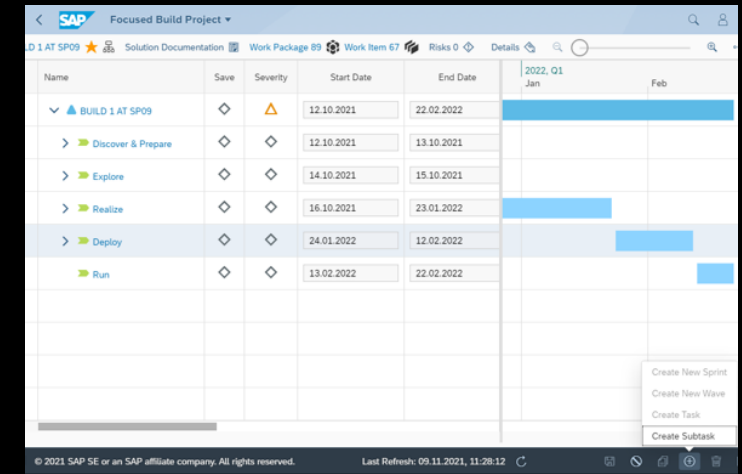 SAP Focused Build Project
D 1 AT SP09 Solution Documentation Work Package 89 Work Item 67 Risks 0 Details
Name Save Severity Start Date End Date 2022, Q1
Jan Feb
BUILD 1 AT SP09 12.10.2021 22.02.2022
Discover & Prepare 12.10.2021 13.10.2021
Explore 14.10.2021 15.10.2021
Realize 16.10.2021 23.01.2022
Deploy 24.01.2022 12.02.2022
Run 13.02.2022 22.02.2022
Create New Sprint
Create New Wave
Create Task
Create Subtask
© 2021 SAP SE or an SAP affiliate company. All rights reserved. Last Refresh: 09.11.2021, 11:28:12